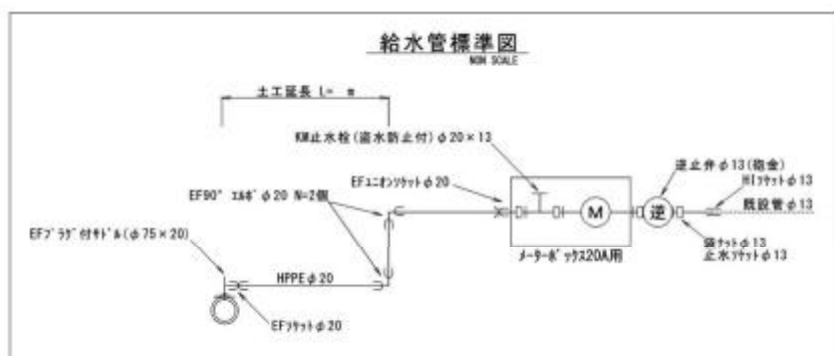 給水管標準図
NON SCALE
土工延長 L= m
KM止水栓(盗水防止付)φ20×13
逆止弁φ13(砲金)
HIソケットφ13
EFユニオンソケットφ20
既設管φ13
EF90° エルボφ20 N=2個
M
逆
EFプラグ付サドル(φ75×20)
袋ナットφ13
止水ソケットφ13
メーターボックス20A用
HPPEφ20
EFソケットφ20